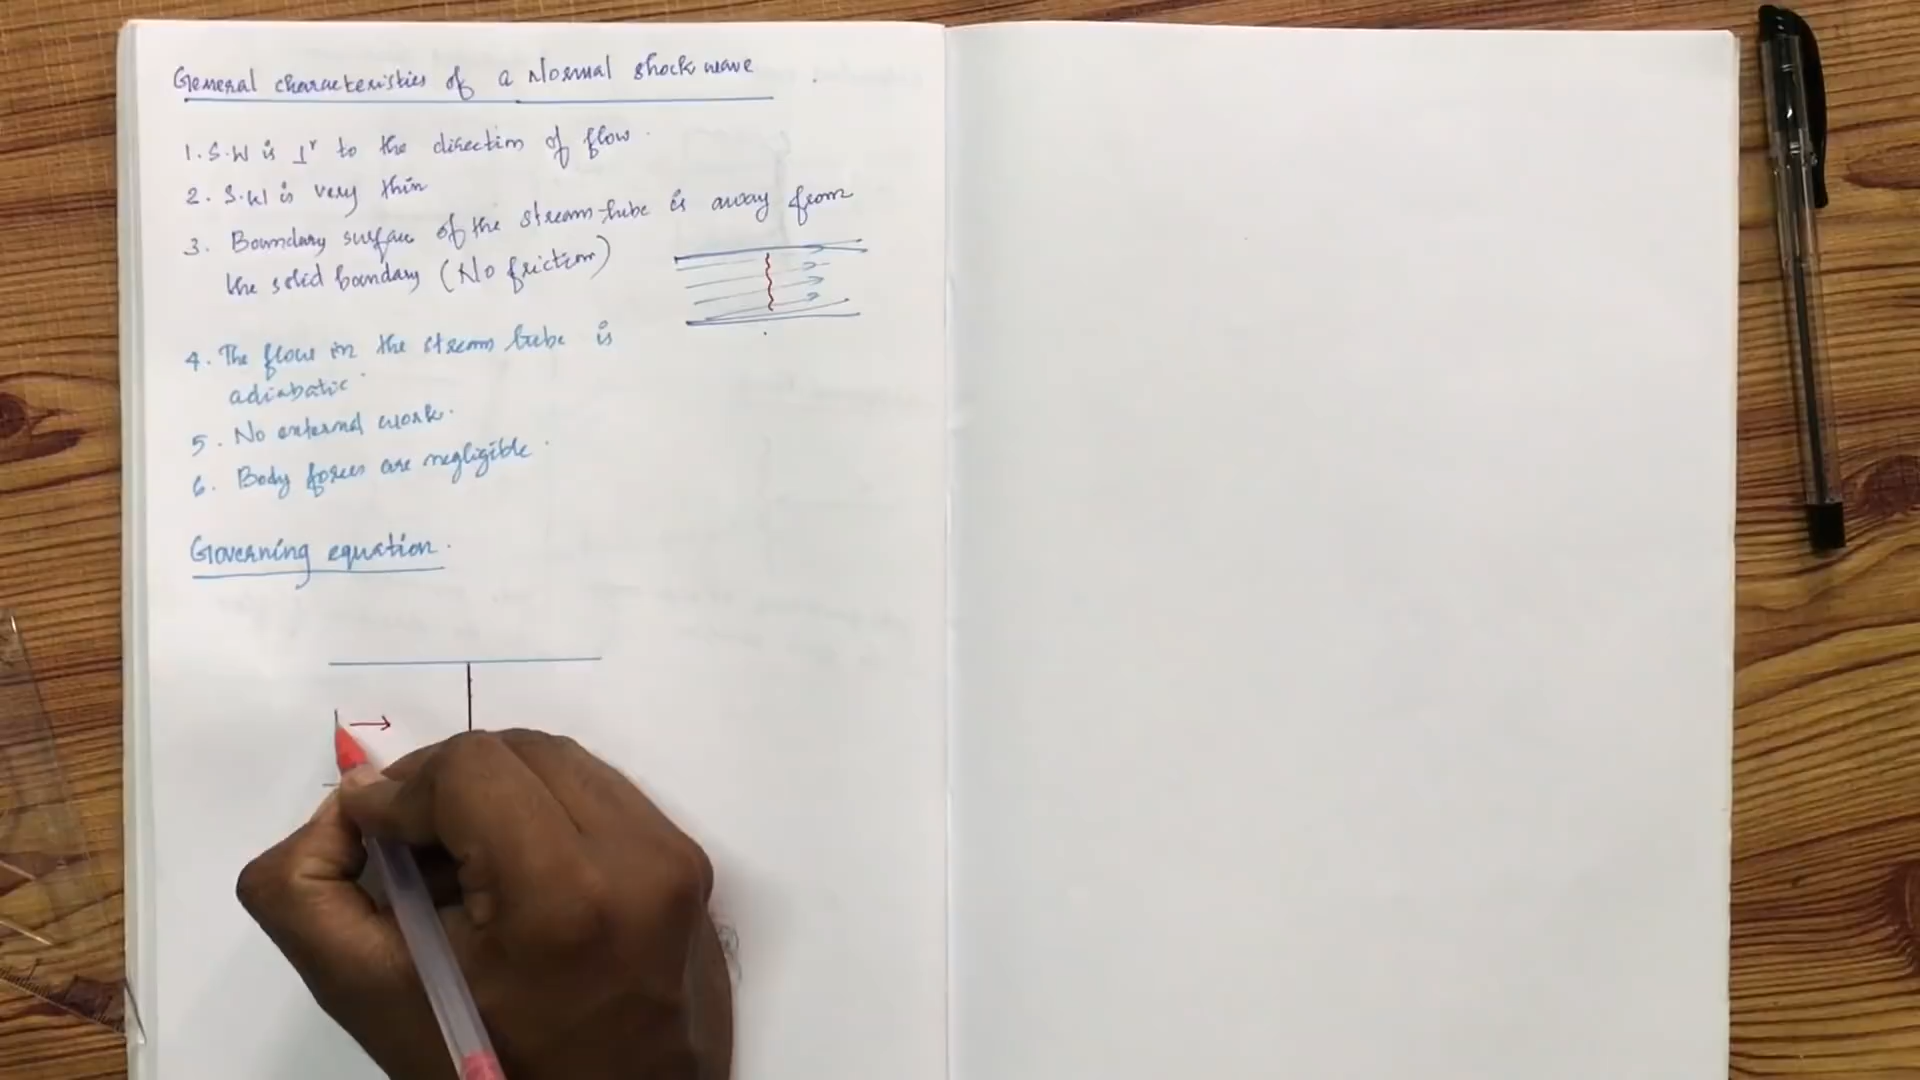 General characteristics of a Normal shock wave
1. S.W is ⊥r to the direction of flow.
2. S.W is very thin
3. Boundary surface of the stream-tube is away from
the solid boundary (No friction)
4. The flow in the stream tube is
adiabatic.
5. No external work.
6. Body forces are negligible.
Governing equation.